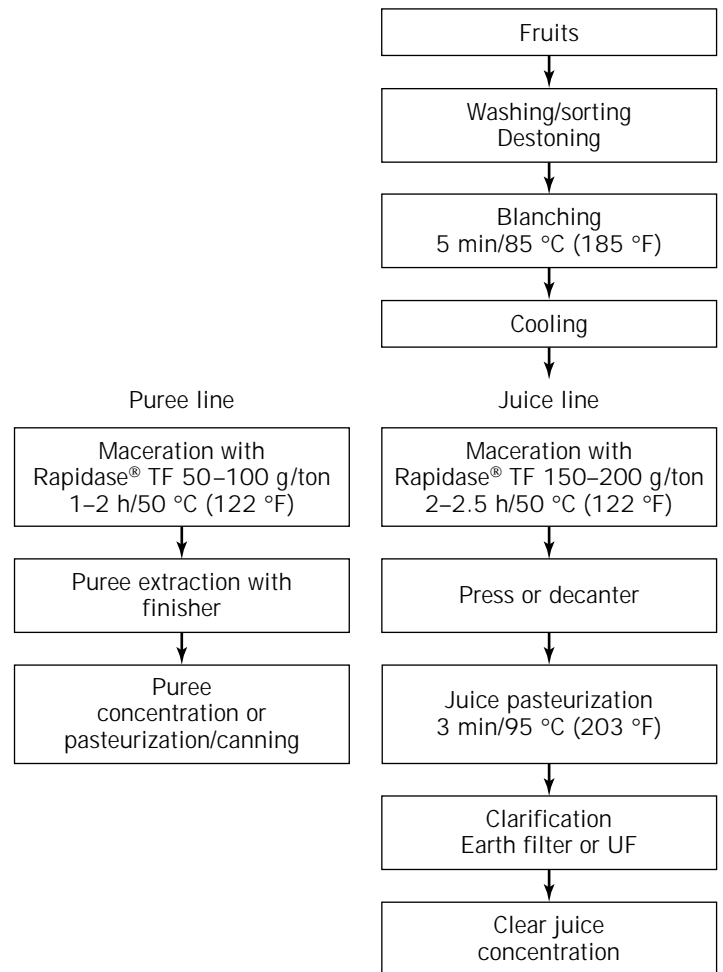 Fruits
Washing/sorting
Destoning
Blanching
5 min/85 °C (185 °F)
Cooling
Puree line
Maceration with
Rapidase® TF 50–100 g/ton
1–2 h/50 °C (122 °F)
Puree extraction with
finisher
Puree
concentration or
pasteurization/canning
Juice line
Maceration with
Rapidase® TF 150–200 g/ton
2–2.5 h/50 °C (122 °F)
Press or decanter
Juice pasteurization
3 min/95 °C (203 °F)
Clarification
Earth filter or UF
Clear juice
concentration